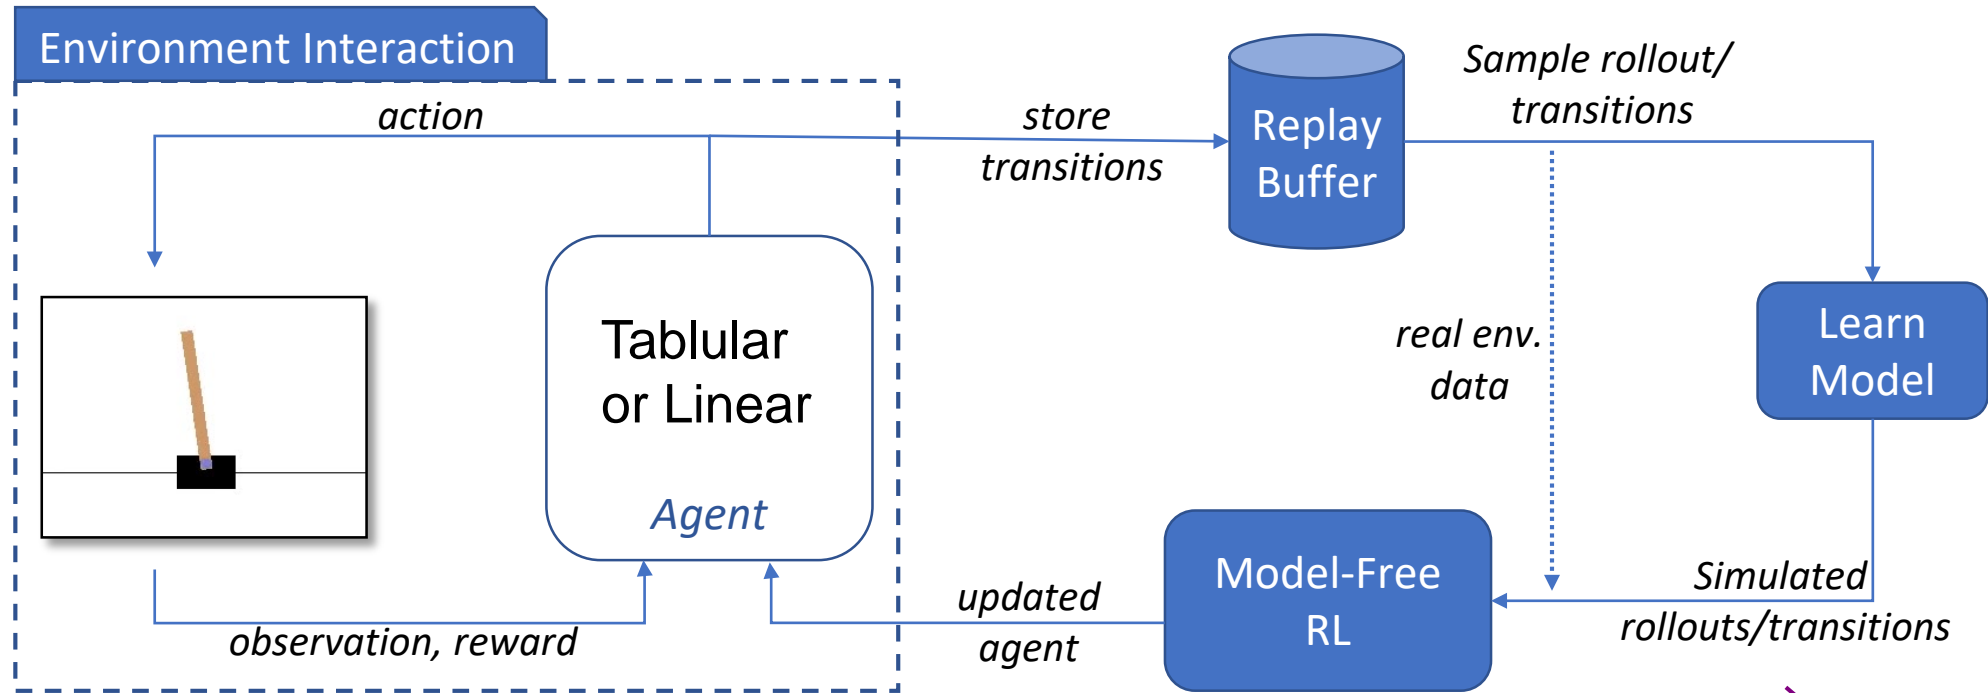 Environment Interaction
action
store
transitions
Replay
Buffer
Sample rollout/
transitions
Tablular
or Linear
Agent
real env.
data
Learn
Model
observation, reward
updated
agent
Model-Free
RL
Simulated
rollouts/transitions